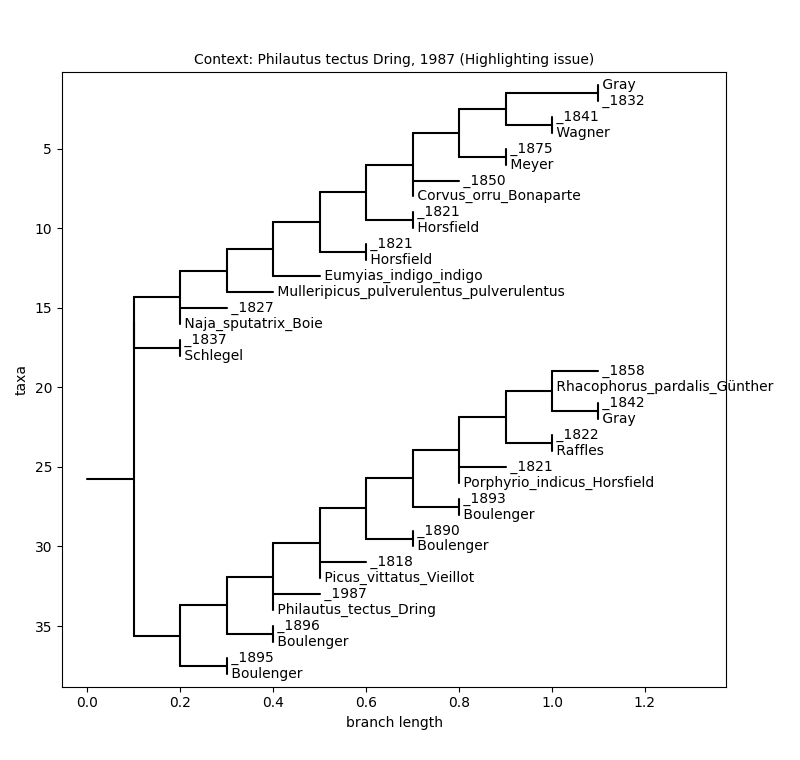 Context: Philautus tectus Dring, 1987 (Highlighting issue)
Gray
_1832
_1841
Wagner
_1875
Meyer
_1850
Corvus_orru_Bonaparte
_1821
Horsfield
_1821
Horsfield
Eumyias_indigo_indigo
Mulleripicus_pulverulentus_pulverulentus
_1827
Naja_sputatrix_Boie
_1837
Schlegel
_1858
Rhacophorus_pardalis_Günther
_1842
Gray
_1822
Raffles
_1821
Porphyrio_indicus_Horsfield
_1893
Boulenger
_1890
Boulenger
_1818
Picus_vittatus_Vieillot
_1987
Philautus_tectus_Dring
_1896
Boulenger
_1895
Boulenger
5
10
15
20
25
30
35
taxa
0.0 0.2 0.4 0.6 0.8 1.0 1.2
branch length